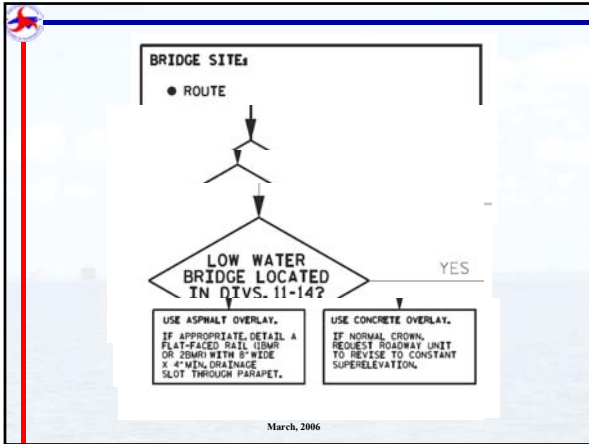 BRIDGE SITE:
● ROUTE
LOW WATER
BRIDGE LOCATED
IN DIVS. 11-14?
YES
USE ASPHALT OVERLAY.
IF APPROPRIATE, DETAIL A
FLAT-FACED RAIL (1BMR
OR 2BMR) WITH 8" WIDE
X 4" MIN. DRAINAGE
SLOT THROUGH PARAPET.
USE CONCRETE OVERLAY.
IF NORMAL CROWN,
REQUEST ROADWAY UNIT
TO REVISE TO CONSTANT
SUPERELEVATION.
March, 2006